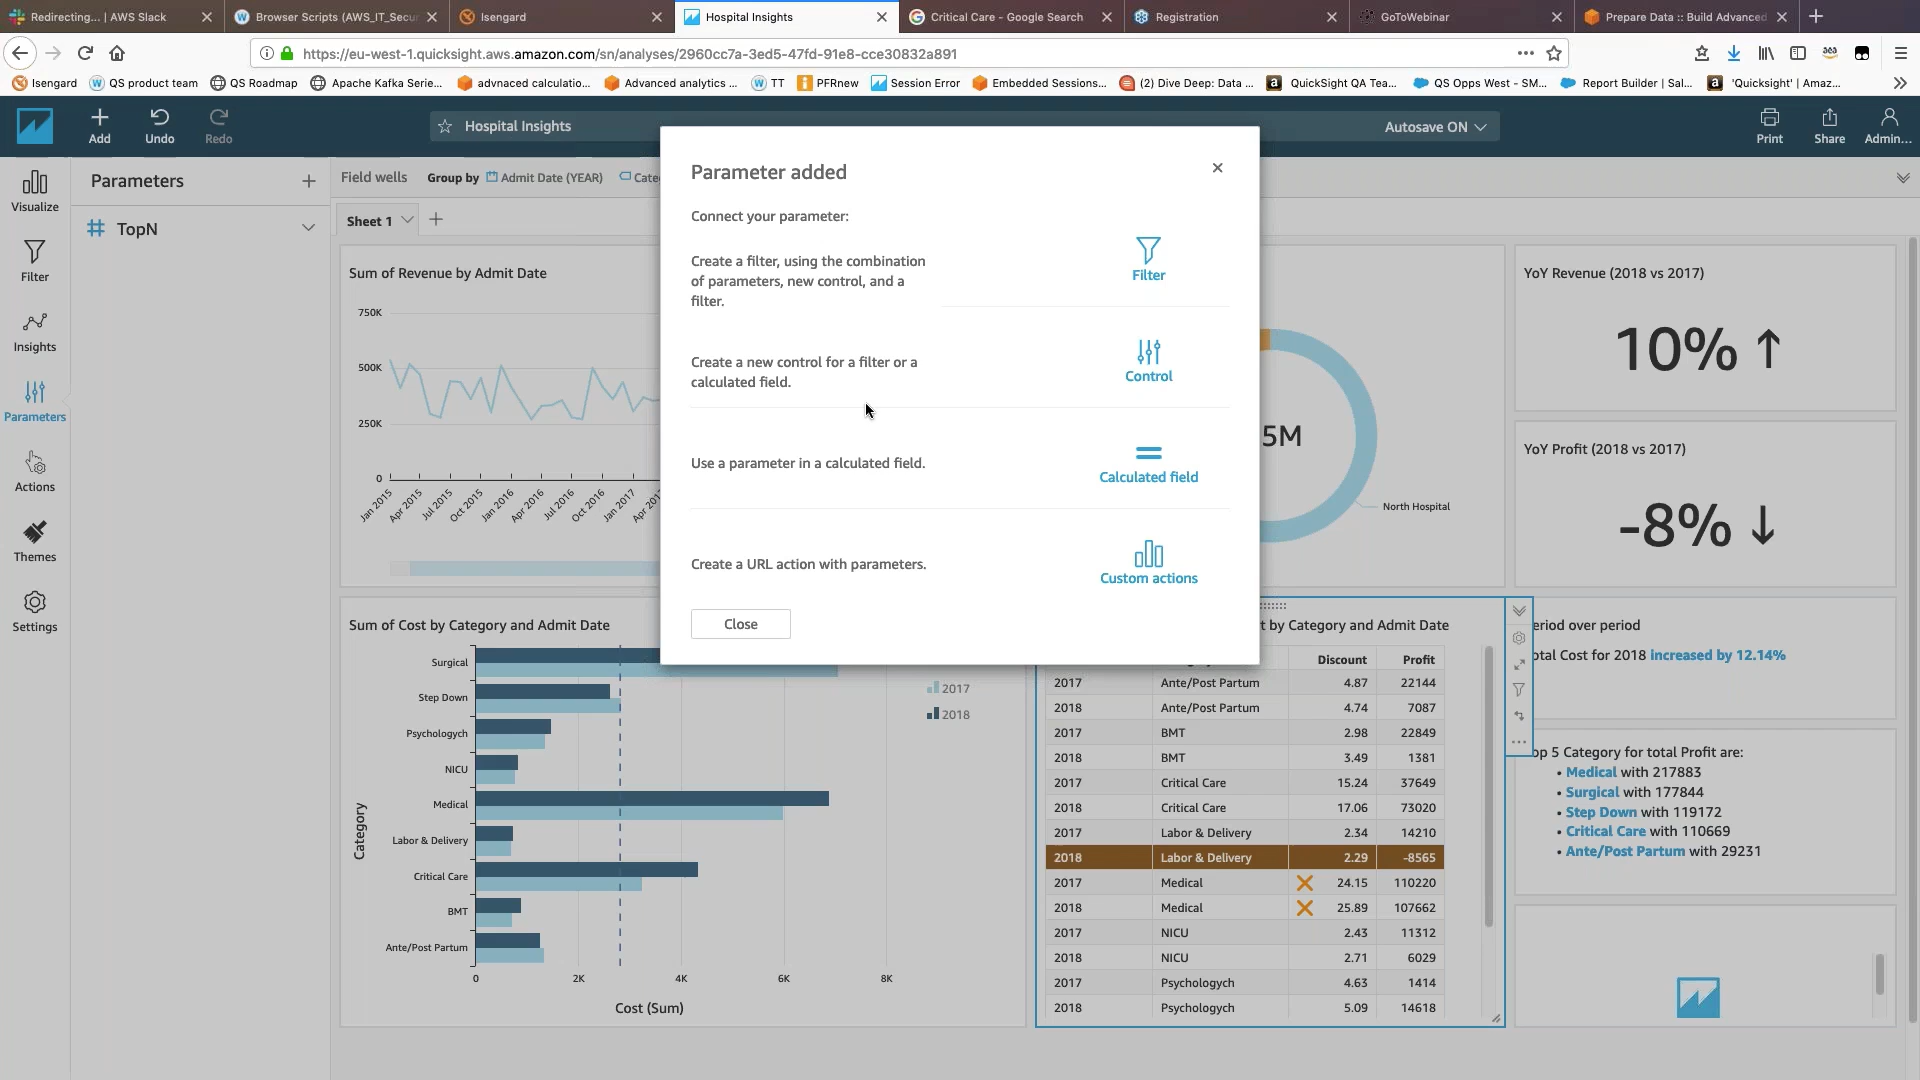 Redirecting... | AWS Slack
Browser Scripts (AWS_IT_Secur
Isengard
Hospital Insights
Critical Care - Google Search
Registration
GoToWebinar
Prepare Data :: Build Advanced
https://eu-west-1.quicksight.aws.amazon.com/sn/analyses/2960cc7a-3ed5-47fd-91e8-cce30832a891
Isengard
QS product team
QS Roadmap
Apache Kafka Serie...
advnaced calculatio...
Advanced analytics ...
TT
PFRnew
Session Error
Embedded Sessions...
(2) Dive Deep: Data ...
QuickSight QA Tea...
QS Opps West - SM...
Report Builder | Sal...
'Quicksight' | Amaz...
Add
Undo
Redo
Hospital Insights
Autosave ON
Print
Share
Admin...
Visualize
Filter
Insights
Parameters
Actions
Themes
Settings
Parameters
TopN
Field wells
Group by
Admit Date (YEAR)
Cate
Sheet 1
Parameter added
Connect your parameter:
Create a filter, using the combination
of parameters, new control, and a
filter.
Filter
Create a new control for a filter or a
calculated field.
Control
Use a parameter in a calculated field.
Calculated field
Create a URL action with parameters.
Custom actions
Close
Sum of Revenue by Admit Date
750K
500K
250K
0
Jan 2015
Apr 2015
Jul 2015
Oct 2015
Jan 2016
Apr 2016
Jul 2016
Oct 2016
Jan 2017
Apr 2
5M
North Hospital
YoY Revenue (2018 vs 2017)
10% ↑
YoY Profit (2018 vs 2017)
-8% ↓
Sum of Cost by Category and Admit Date
Category
Surgical
Step Down
Psychologych
NICU
Medical
Labor & Delivery
Critical Care
BMT
Ante/Post Partum
0
2K
4K
6K
8K
Cost (Sum)
2017
2018
t by Category and Admit Date
Discount Profit
2017 Ante/Post Partum 4.87 22144
2018 Ante/Post Partum 4.74 7087
2017 BMT 2.98 22849
2018 BMT 3.49 1381
2017 Critical Care 15.24 37649
2018 Critical Care 17.06 73020
2017 Labor & Delivery 2.34 14210
2018 Labor & Delivery 2.29 -8565
2017 Medical 24.15 110220
2018 Medical 25.89 107662
2017 NICU 2.43 11312
2018 NICU 2.71 6029
2017 Psychologych 4.63 1414
2018 Psychologych 5.09 14618
eriod over period
otal Cost for 2018 increased by 12.14%
op 5 Category for total Profit are:
• Medical with 217883
• Surgical with 177844
• Step Down with 119172
• Critical Care with 110669
• Ante/Post Partum with 29231